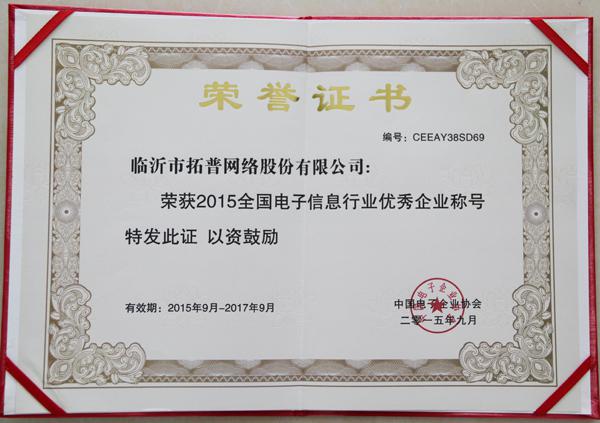 荣誉证书
编号：CEEAY38SD69
临沂市拓普网络股份有限公司：
荣获2015全国电子信息行业优秀企业称号
特发此证 以资鼓励
有效期：2015年9月-2017年9月
中国电子企业协会
二〇一五年九月